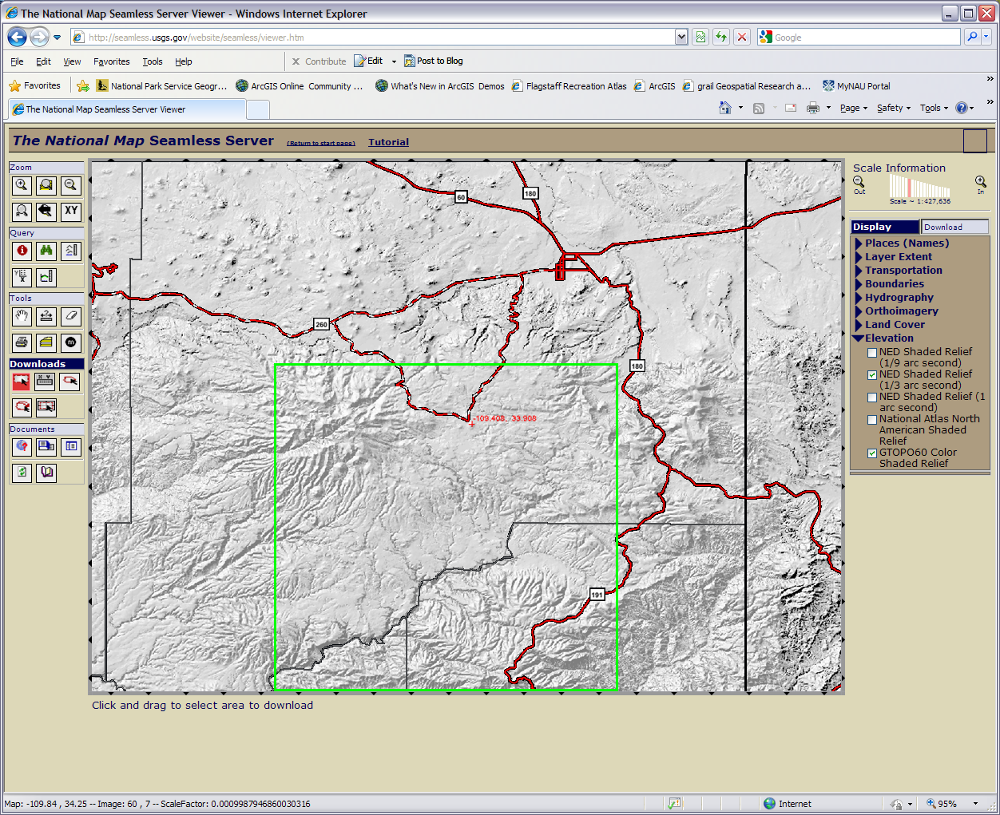 The National Map Seamless Server Viewer - Windows Internet Explorer
http://seamless.usgs.gov/website/seamless/viewer.htm
Google
File Edit View Favorites Tools Help
x Contribute Edit Post to Blog
Favorites National Park Service Geogr... ArcGIS Online Community ... What's New in ArcGIS Demos Flagstaff Recreation Atlas ArcGIS grail Geospatial Research a... MyNAU Portal
The National Map Seamless Server Viewer
Page Safety Tools
The National Map Seamless Server (Return to start page) Tutorial
Zoom
XY
Query
Tools
Downloads
Documents
60
180
260
180
-109.408, 33.908
191
Click and drag to select area to download
Scale Information
Out
In
Scale ~ 1:427,636
Display Download
Places (Names)
Layer Extent
Transportation
Boundaries
Hydrography
Orthoimagery
Land Cover
Elevation
NED Shaded Relief
(1/9 arc second)
NED Shaded Relief
(1/3 arc second)
NED Shaded Relief (1
arc second)
National Atlas North
American Shaded
Relief
GTOPO60 Color
Shaded Relief
Map: -109.84 , 34.25 -- Image: 60 , 7 -- ScaleFactor: 0.0009987946860030316
Internet
95%